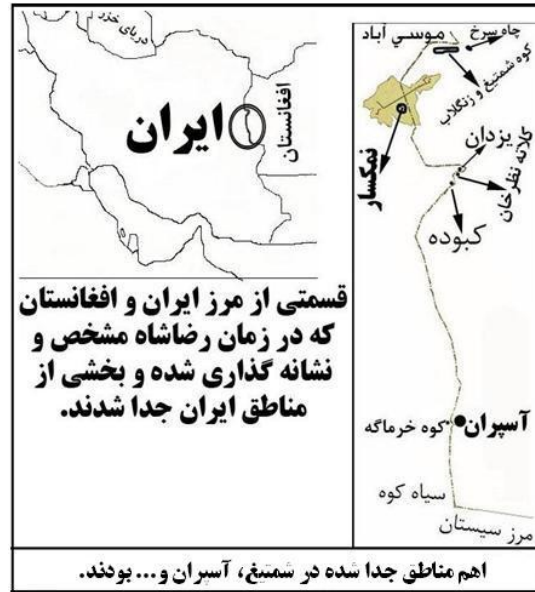 دریای خزر
افغانستان
ایران
قسمتی از مرز ایران و افغانستان
که در زمان رضاشاه مشخص و
نشانه گذاری شده و بخشی از
مناطق ایران جدا شدند.
موسي آباد
چاه سرخ
کوه شمتیغ و زنگلاب
نمکسار
یزدان
کلاته نظرخان
کبوده
آسپران
کوه خرماگه
سیاه کوه
مرز سیستان
اهم مناطق جدا شده در شمتیغ، آسپران و... بودند.